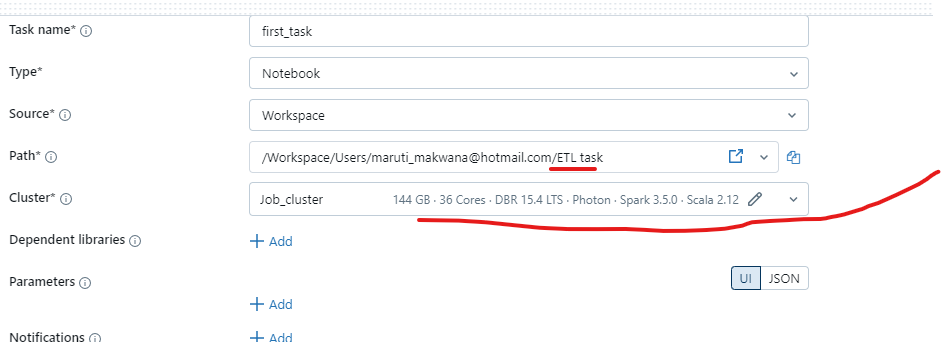 Task name*
first_task
Type*
Notebook
Source*
Workspace
Path*
/Workspace/Users/maruti_makwana@hotmail.com/ETL task
Cluster*
Job_cluster 144 GB · 36 Cores · DBR 15.4 LTS · Photon · Spark 3.5.0 · Scala 2.12
Dependent libraries
+ Add
Parameters
UI JSON
+ Add
Notifications
+ Add